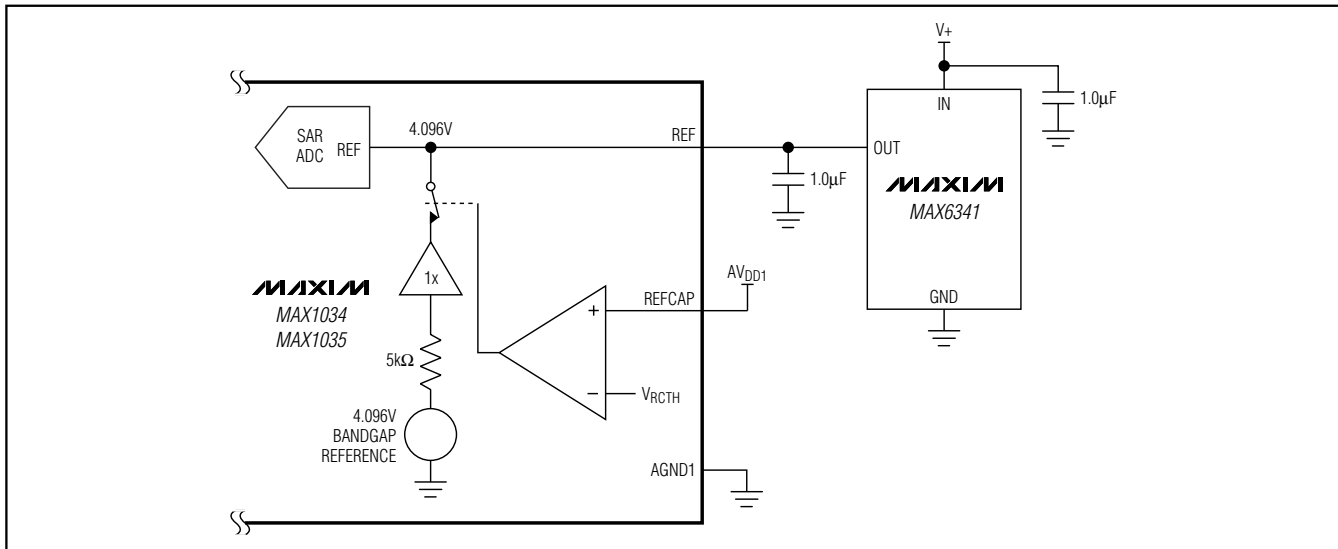 V+
IN
1.0µF
SAR
ADC
REF
4.096V
REF
OUT
1.0µF
MAXIM
MAX6341
1x
AVDD1
MAXIM
MAX1034
MAX1035
REFCAP
+
GND
5kΩ
−
VRCTH
4.096V
BANDGAP
REFERENCE
AGND1